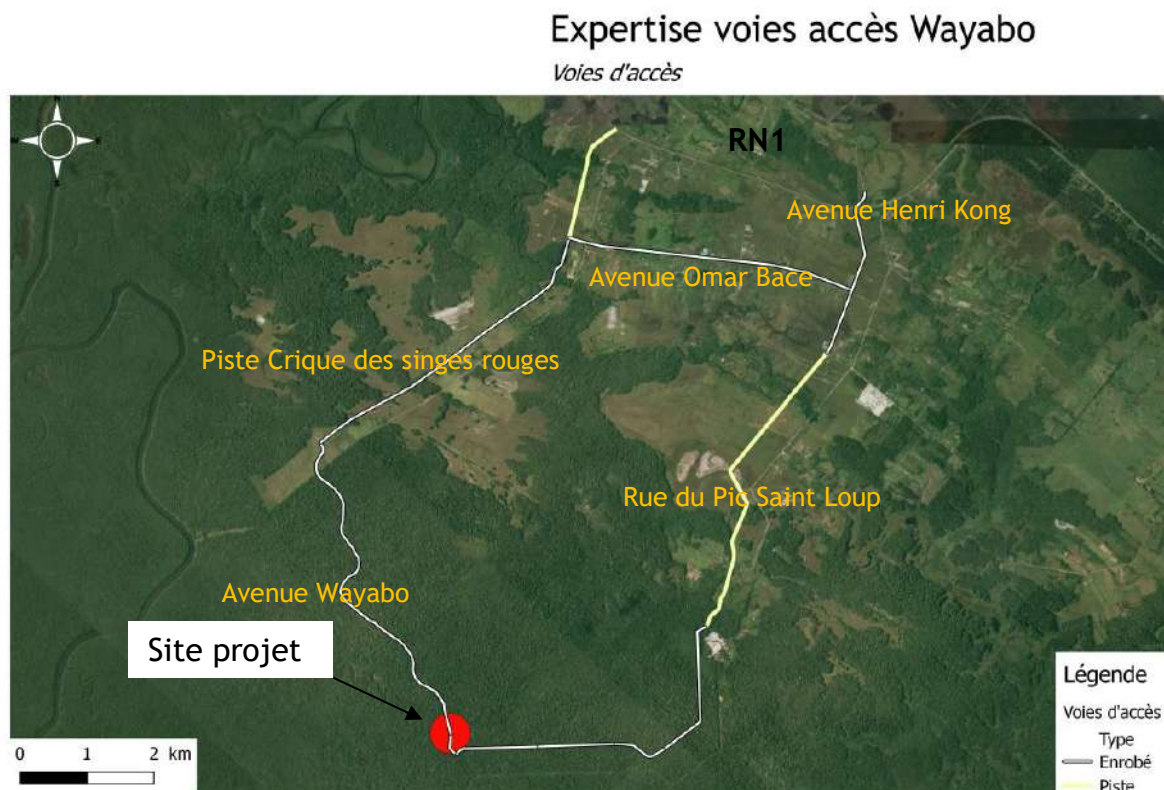 Expertise voies accès Wayabo
Voies d'accès
RN1
Avenue Henri Kong
Avenue Omar Bace
Piste Crique des singes rouges
Rue du Pic Saint Loup
Avenue Wayabo
Site projet
Légende
Voies d'accès
Type
Enrobé
Piste
0 1 2 km